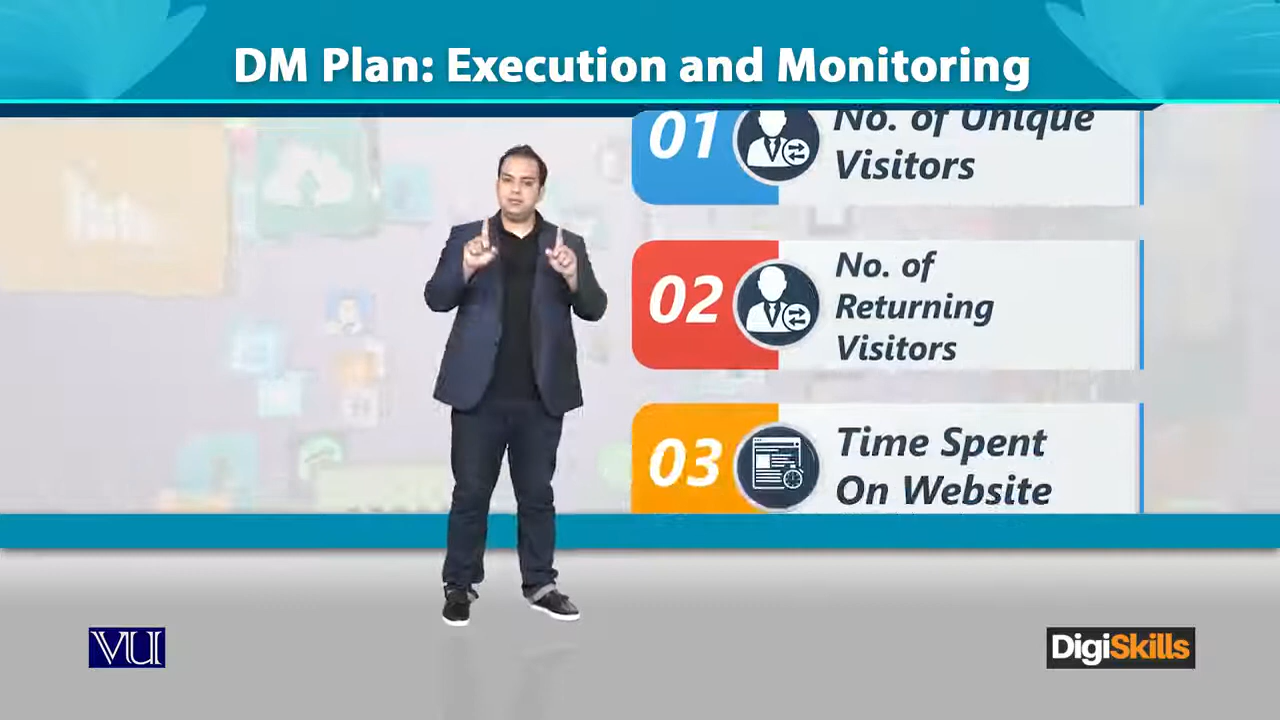 DM Plan: Execution and Monitoring
01
No. of Unique
Visitors
02
No. of
Returning
Visitors
03
Time Spent
On Website
VU
DigiSkills